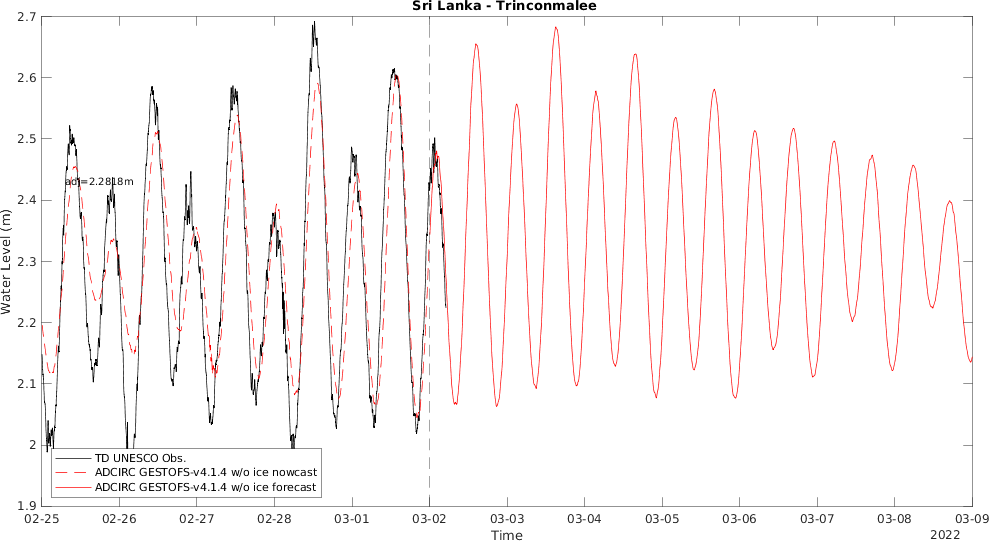 Sri Lanka - Trinconmalee
2.7
2.6
2.5
2.4
2.3
2.2
2.1
2
1.9
Water Level (m)
adj=2.2818m
TD UNESCO Obs.
ADCIRC GESTOFS-v4.1.4 w/o ice nowcast
ADCIRC GESTOFS-v4.1.4 w/o ice forecast
02-25 02-26 02-27 02-28 03-01 03-02 03-03 03-04 03-05 03-06 03-07 03-08 03-09
Time
2022